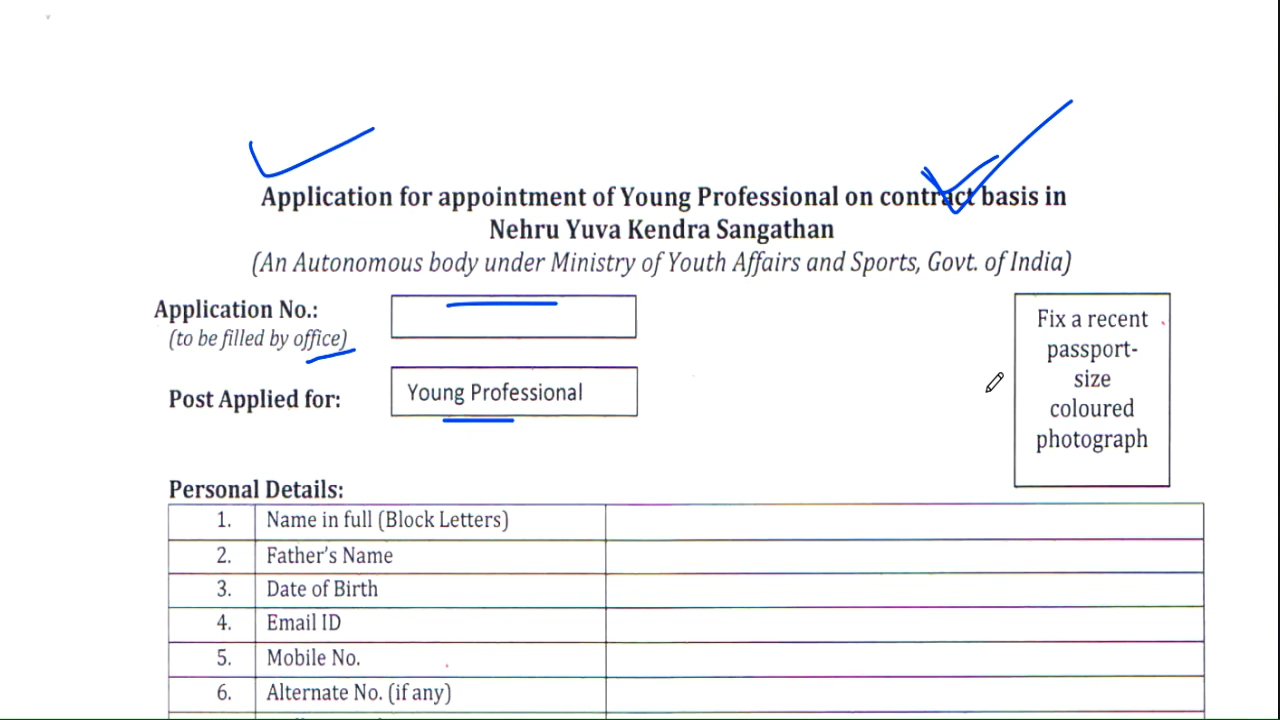 Application for appointment of Young Professional on contract basis in
Nehru Yuva Kendra Sangathan
(An Autonomous body under Ministry of Youth Affairs and Sports, Govt. of India)
Application No.:
(to be filled by office)
Post Applied for:
Young Professional
Fix a recent
passport-
size
coloured
photograph
Personal Details:
1. Name in full (Block Letters)
2. Father's Name
3. Date of Birth
4. Email ID
5. Mobile No.
6. Alternate No. (if any)